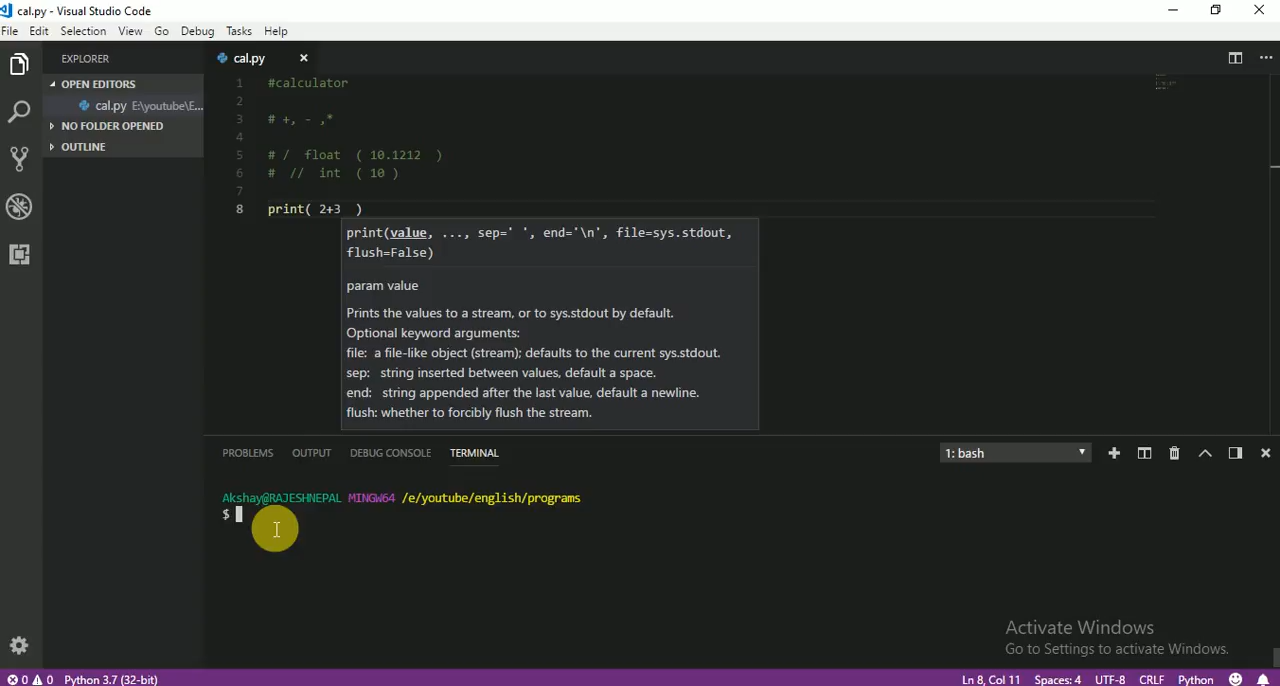 cal.py - Visual Studio Code
File Edit Selection View Go Debug Tasks Help
EXPLORER
OPEN EDITORS
cal.py E:\youtube\E...
NO FOLDER OPENED
OUTLINE
cal.py
1 #calculator
2
3 # +, - ,*
4
5 # / float ( 10.1212 )
6 # // int ( 10 )
7
8 print( 2+3 )
print(value, ..., sep=' ', end='\n', file=sys.stdout,
flush=False)
param value
Prints the values to a stream, or to sys.stdout by default.
Optional keyword arguments:
file: a file-like object (stream); defaults to the current sys.stdout.
sep: string inserted between values, default a space.
end: string appended after the last value, default a newline.
flush: whether to forcibly flush the stream.
PROBLEMS OUTPUT DEBUG CONSOLE TERMINAL
1: bash
Akshay@RAJESHNEPAL MINGW64 /e/youtube/english/programs
$
Activate Windows
Go to Settings to activate Windows.
0 0 Python 3.7 (32-bit)
Ln 8, Col 11 Spaces: 4 UTF-8 CRLF Python